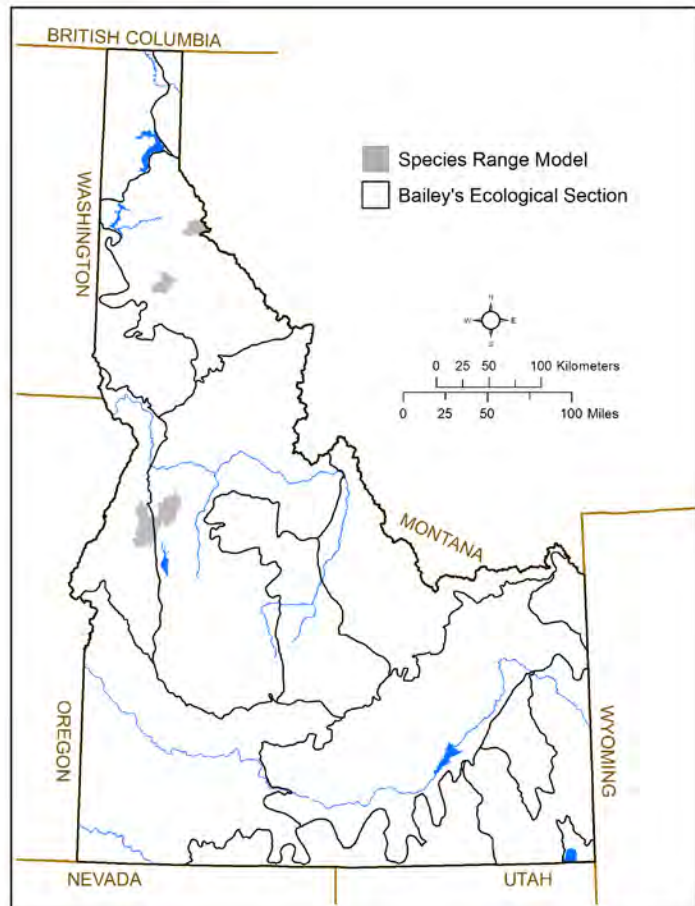 BRITISH COLUMBIA
WASHINGTON
Species Range Model
Bailey's Ecological Section
N
W
E
S
0 25 50 100 Kilometers
0 25 50 100 Miles
MONTANA
OREGON
WYOMING
NEVADA
UTAH